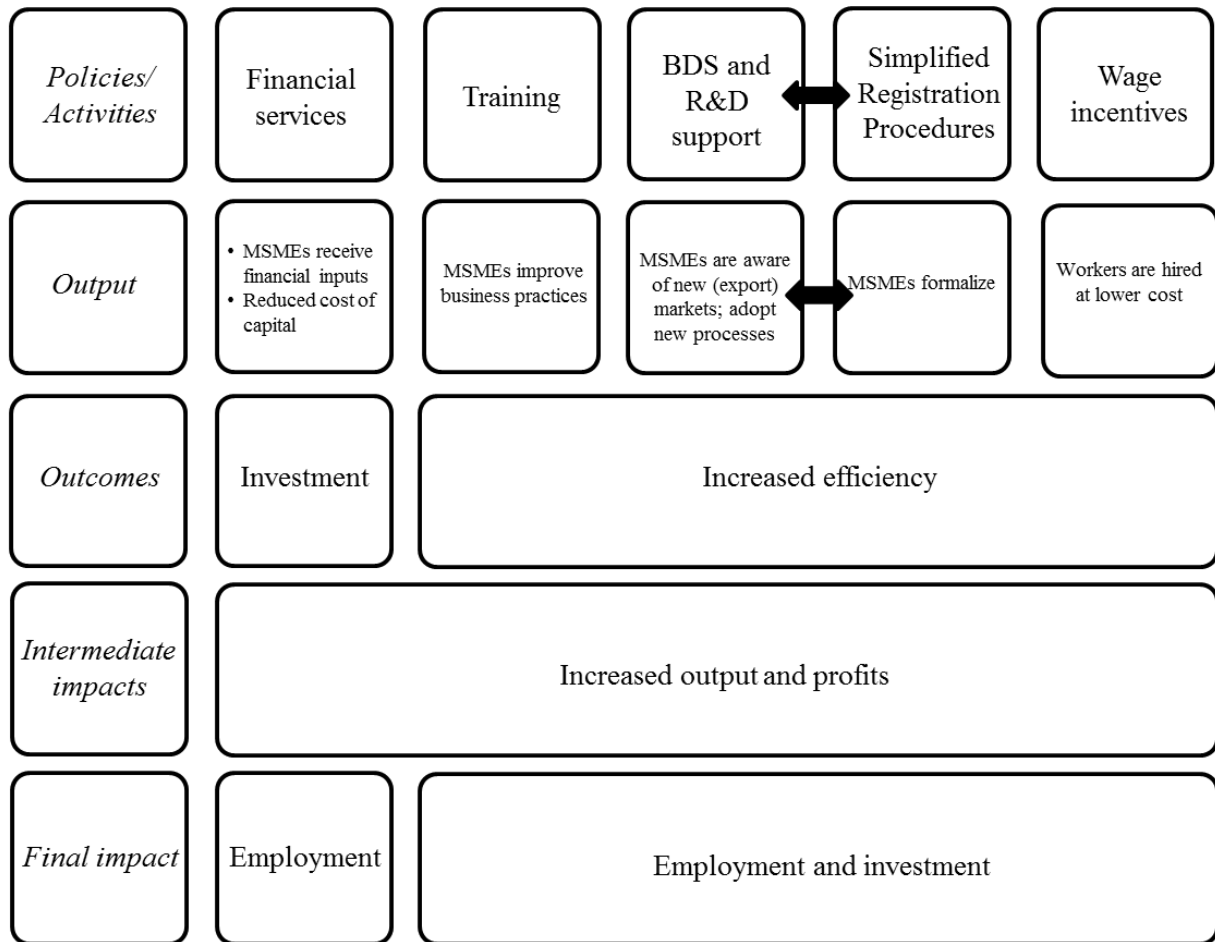 Policies/
Activities
Financial
services
Training
BDS and
R&D
support
Simplified
Registration
Procedures
Wage
incentives
Output
• MSMEs receive
financial inputs
• Reduced cost of
capital
MSMEs improve
business practices
MSMEs are aware
of new (export)
markets; adopt
new processes
MSMEs formalize
Workers are hired
at lower cost
Outcomes
Investment
Increased efficiency
Intermediate
impacts
Increased output and profits
Final impact
Employment
Employment and investment